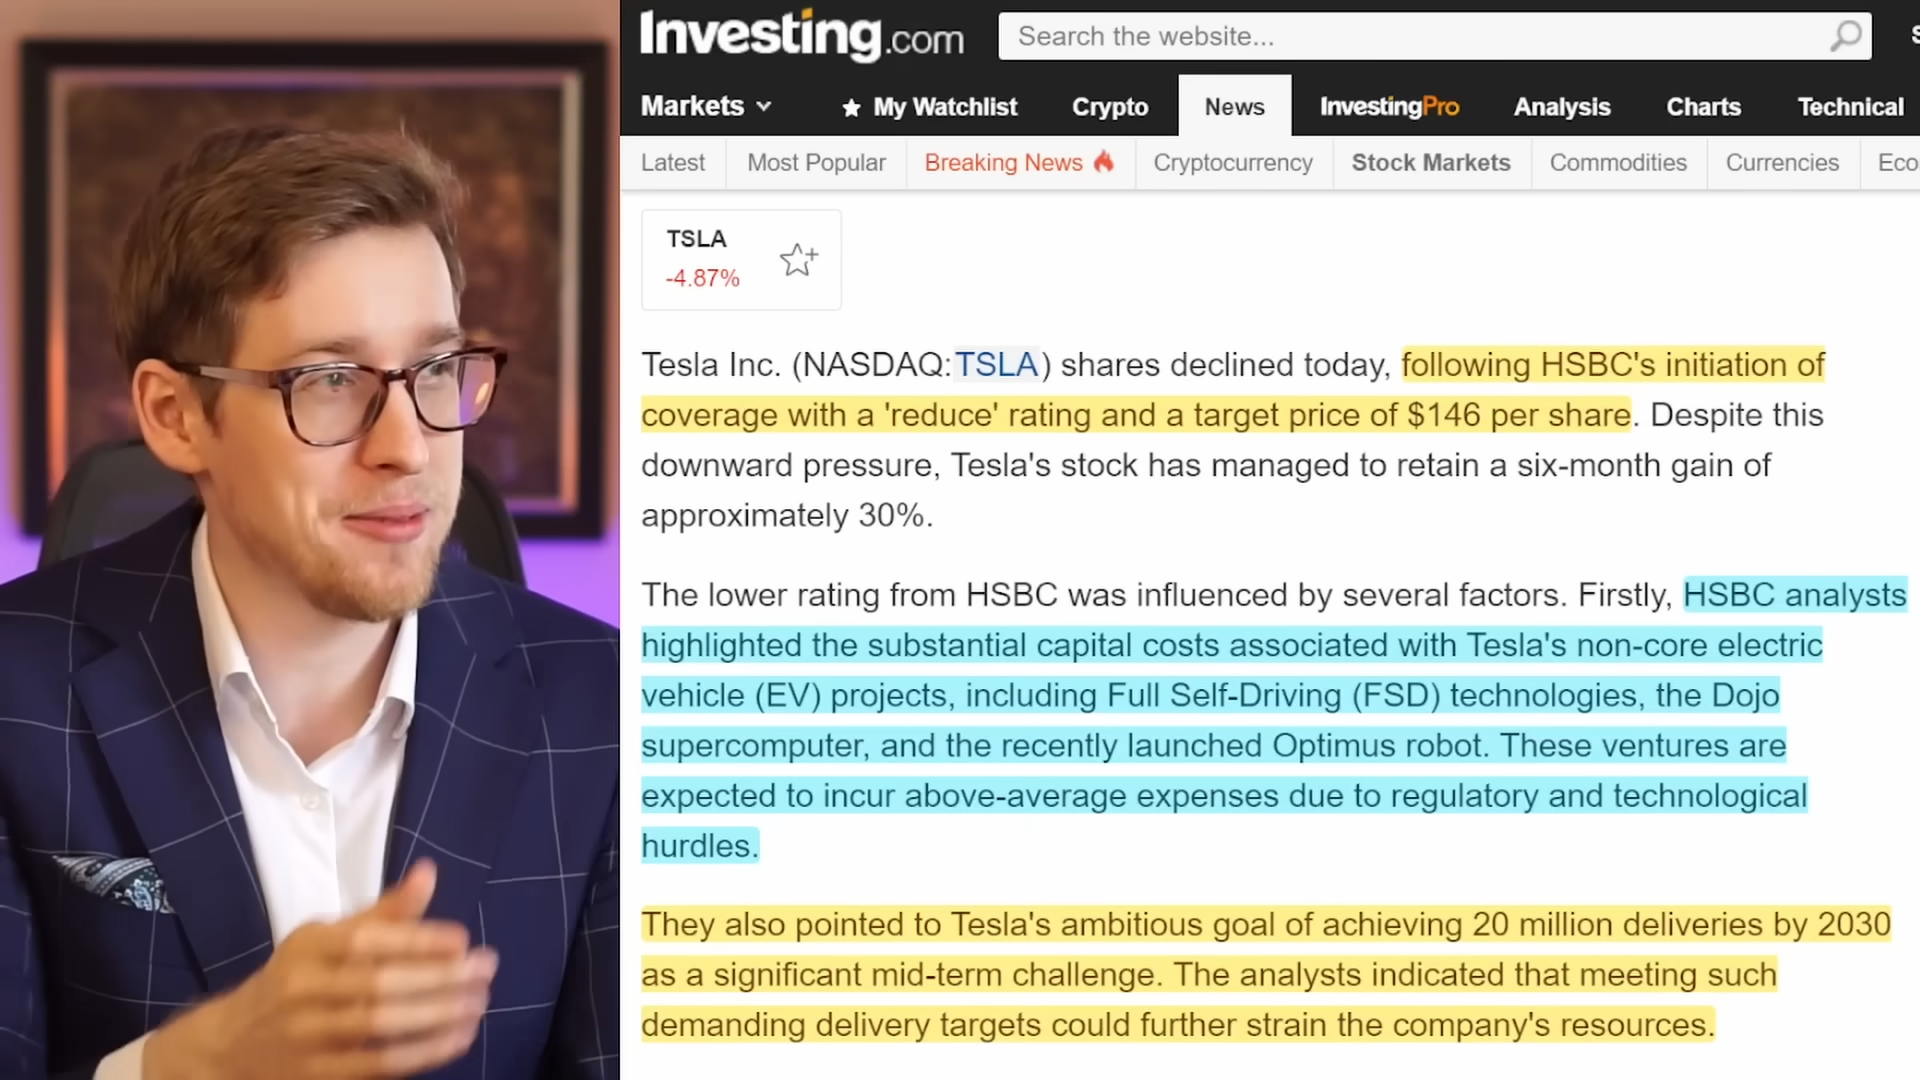 Investing.com
Search the website...
Markets
My Watchlist
Crypto
News
InvestingPro
Analysis
Charts
Technical
Latest
Most Popular
Breaking News
Cryptocurrency
Stock Markets
Commodities
Currencies
Eco
TSLA
-4.87%
Tesla Inc. (NASDAQ:TSLA) shares declined today, following HSBC's initiation of
coverage with a 'reduce' rating and a target price of $146 per share. Despite this
downward pressure, Tesla's stock has managed to retain a six-month gain of
approximately 30%.
The lower rating from HSBC was influenced by several factors. Firstly, HSBC analysts
highlighted the substantial capital costs associated with Tesla's non-core electric
vehicle (EV) projects, including Full Self-Driving (FSD) technologies, the Dojo
supercomputer, and the recently launched Optimus robot. These ventures are
expected to incur above-average expenses due to regulatory and technological
hurdles.
They also pointed to Tesla's ambitious goal of achieving 20 million deliveries by 2030
as a significant mid-term challenge. The analysts indicated that meeting such
demanding delivery targets could further strain the company's resources.